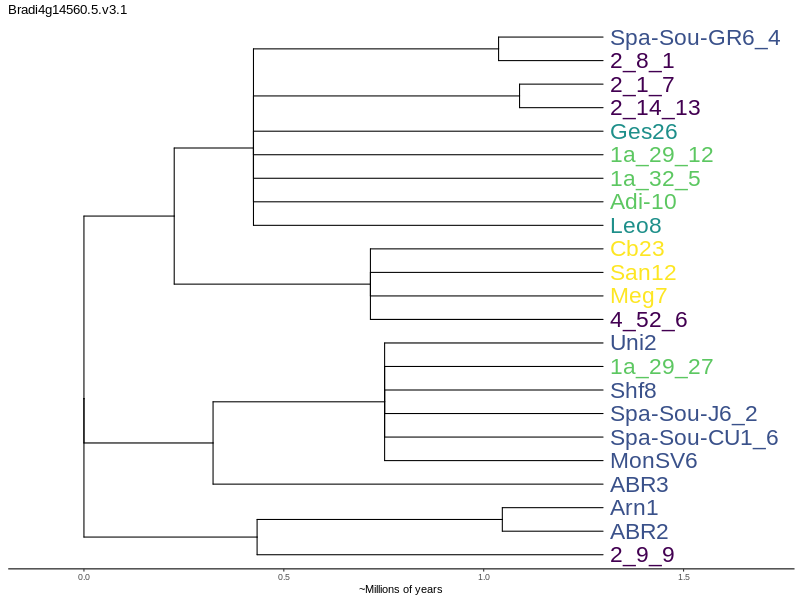 Bradi4g14560.5.v3.1
Spa-Sou-GR6_4
2_8_1
2_1_7
2_14_13
Ges26
1a_29_12
1a_32_5
Adi-10
Leo8
Cb23
San12
Meg7
4_52_6
Uni2
1a_29_27
Shf8
Spa-Sou-J6_2
Spa-Sou-CU1_6
MonSV6
ABR3
Arn1
ABR2
2_9_9
0.0 0.5 1.0 1.5
~Millions of years